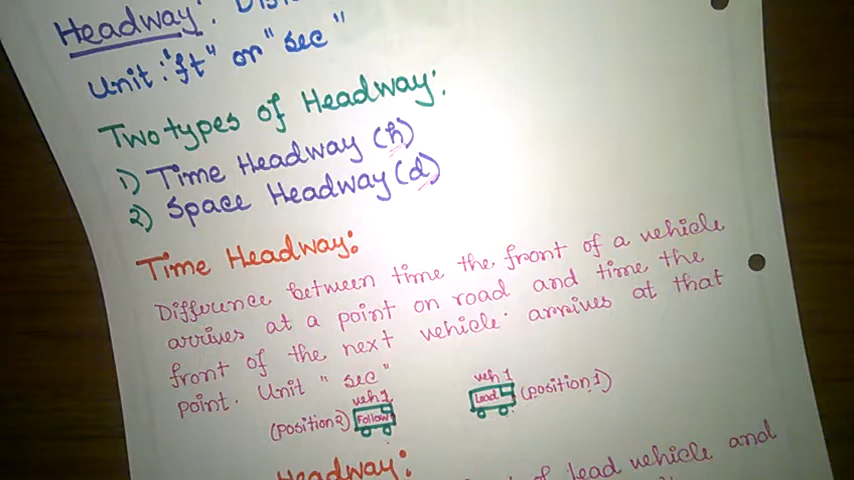 Headway:
Unit: "ft" or "sec"
Two types of Headway:
1) Time Headway (h)
2) Space Headway (d)
Time Headway:
Difference between time the front of a vehicle
arrives at a point on road and time the
front of the next vehicle arrives at that
point. Unit "sec"
veh 1 veh 1
(position 2) Follow Lead (position 1)
Headway:
of lead vehicle and